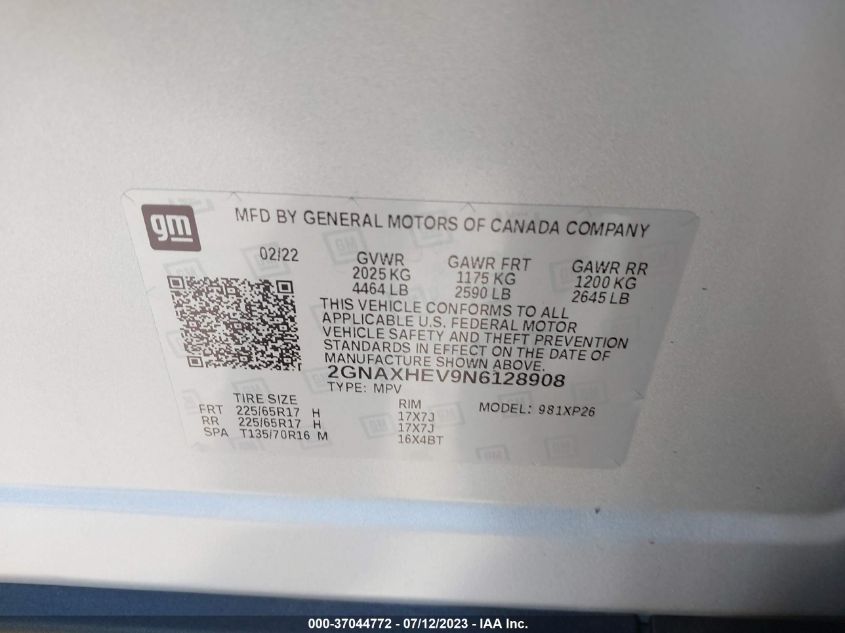 gm
MFD BY GENERAL MOTORS OF CANADA COMPANY
02/22
GVWR GAWR FRT GAWR RR
2025 KG 1175 KG 1200 KG
4464 LB 2590 LB 2645 LB
THIS VEHICLE CONFORMS TO ALL
APPLICABLE U.S. FEDERAL MOTOR
VEHICLE SAFETY AND THEFT PREVENTION
STANDARDS IN EFFECT ON THE DATE OF
MANUFACTURE SHOWN ABOVE.
2GNAXHEV9N6128908
TYPE: MPV
TIRE SIZE RIM MODEL: 981XP26
FRT 225/65R17 H 17X7J
RR 225/65R17 H 17X7J
SPA T135/70R16 M 16X4BT
000-37044772 - 07/12/2023 - IAA Inc.